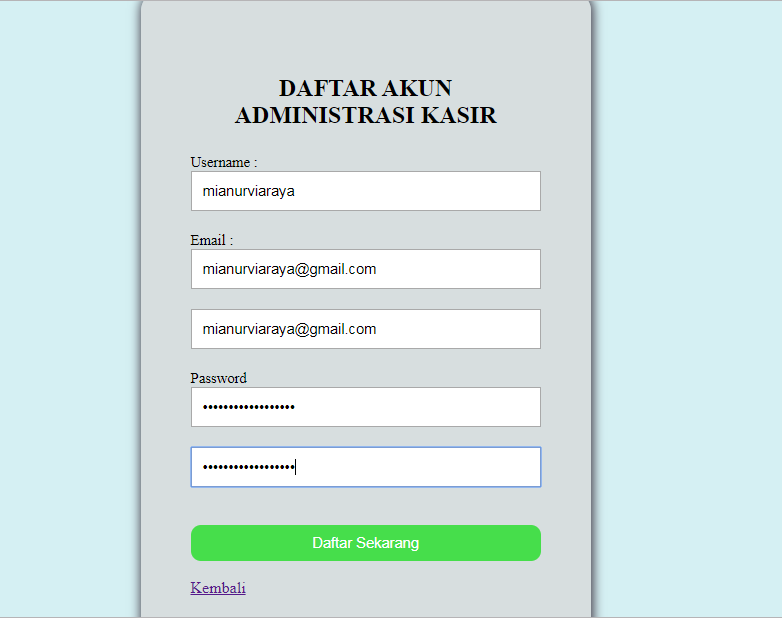 DAFTAR AKUN
ADMINISTRASI KASIR
Username :
mianurviaraya
Email :
mianurviaraya@gmail.com
mianurviaraya@gmail.com
Password
••••••••••••••••••
••••••••••••••••••
Daftar Sekarang
Kembali